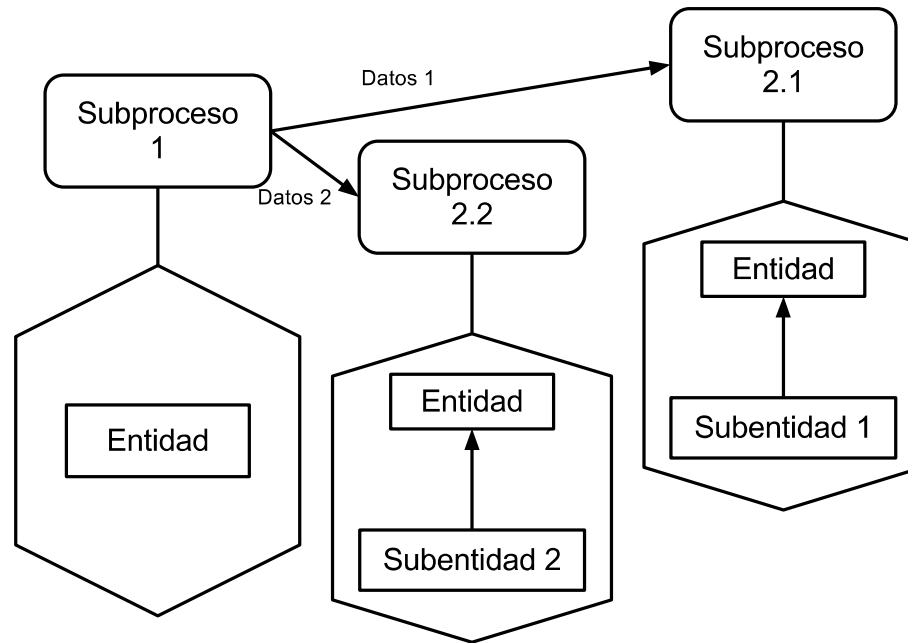 Subproceso
2.1
Datos 1
Subproceso
1
Subproceso
2.2
Datos 2
Entidad
Entidad
Entidad
Subentidad 1
Subentidad 2